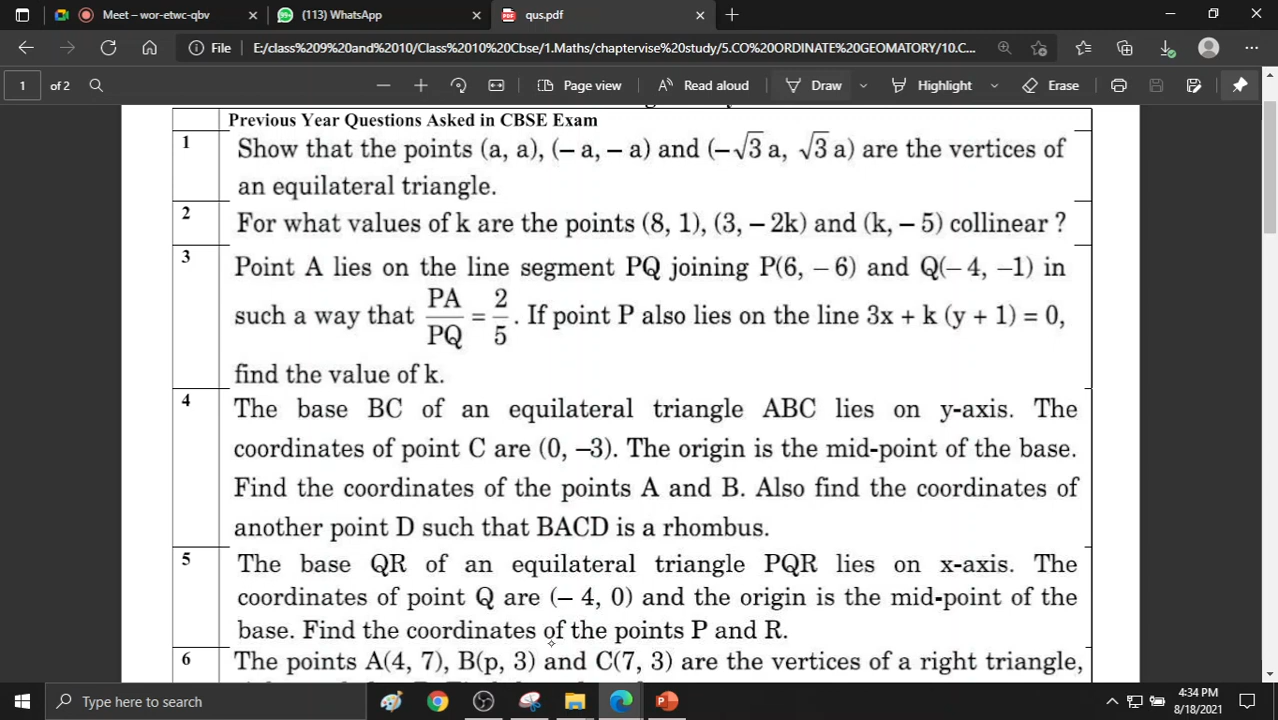 Meet – wor-etwc-qbv
(113) WhatsApp
qus.pdf
File
E:/class%209%20and%2010/Class%2010%20Cbse/1.Maths/chaptervise%20study/5.CO%20ORDINATE%20GEOMATORY/10.C...
1
of 2
Page view
Read aloud
Draw
Highlight
Erase
Previous Year Questions Asked in CBSE Exam
1
Show that the points (a, a), (– a, – a) and (–√3 a, √3 a) are the vertices of
an equilateral triangle.
2
For what values of k are the points (8, 1), (3, – 2k) and (k, – 5) collinear ?
3
Point A lies on the line segment PQ joining P(6, – 6) and Q(– 4, –1) in
such a way that PA/PQ = 2/5 . If point P also lies on the line 3x + k (y + 1) = 0,
find the value of k.
4
The base BC of an equilateral triangle ABC lies on y-axis. The
coordinates of point C are (0, –3). The origin is the mid-point of the base.
Find the coordinates of the points A and B. Also find the coordinates of
another point D such that BACD is a rhombus.
5
The base QR of an equilateral triangle PQR lies on x-axis. The
coordinates of point Q are (– 4, 0) and the origin is the mid-point of the
base. Find the coordinates of the points P and R.
6
The points A(4, 7), B(p, 3) and C(7, 3) are the vertices of a right triangle,
Type here to search
4:34 PM
8/18/2021